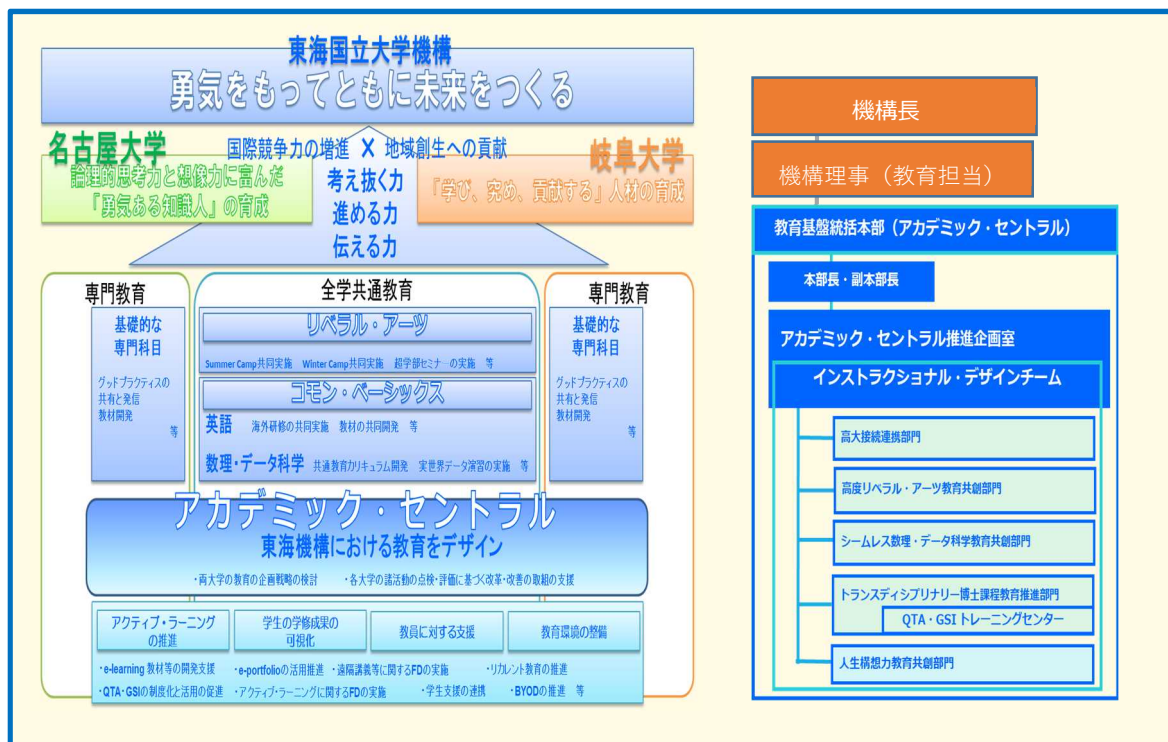 東海国立大学機構
勇気をもってともに未来をつくる
名古屋大学
国際競争力の増進 × 地域創生への貢献
岐阜大学
論理的思考力と想像力に富んだ
『勇気ある知識人』の育成
考え抜く力
進める力
伝える力
「学び、究め、貢献する」人材の育成
専門教育
基礎的な
専門科目
グッドプラクティスの
共有と発信
教材開発
等
全学共通教育
リベラル・アーツ
Summer Camp共同実施 Winter Camp共同実施 超学部セミナーの実施 等
コモン・ベーシックス
英語 海外研修の共同実施 教材の共同開発 等
数理・データ科学 共通教育カリキュラム開発 実世界データ演習の実施 等
専門教育
基礎的な
専門科目
グッドプラクティスの
共有と発信
教材開発
等
アカデミック・セントラル
東海機構における教育をデザイン
・両大学の教育の企画戦略の検討 ・各大学の諸活動の点検・評価に基づく改革・改善の取組の支援
アクティブ・ラーニング
の推進
学生の学修成果の
可視化
教員に対する支援
教育環境の整備
・e-learning 教材等の開発支援 ・e-portfolioの活用推進 ・遠隔講義等に関するFDの実施 ・リカレント教育の推進
・QTA・GSIの制度化と活用の促進 ・アクティブ・ラーニングに関するFDの実施 ・学生支援の連携 ・BYODの推進 等
機構長
機構理事（教育担当）
教育基盤統括本部（アカデミック・セントラル）
本部長・副本部長
アカデミック・セントラル推進企画室
インストラクショナル・デザインチーム
高大接続連携部門
高度リベラル・アーツ教育共創部門
シームレス数理・データ科学教育共創部門
トランスディシプリナリー博士課程教育推進部門
QTA・GSI トレーニングセンター
人生構想力教育共創部門